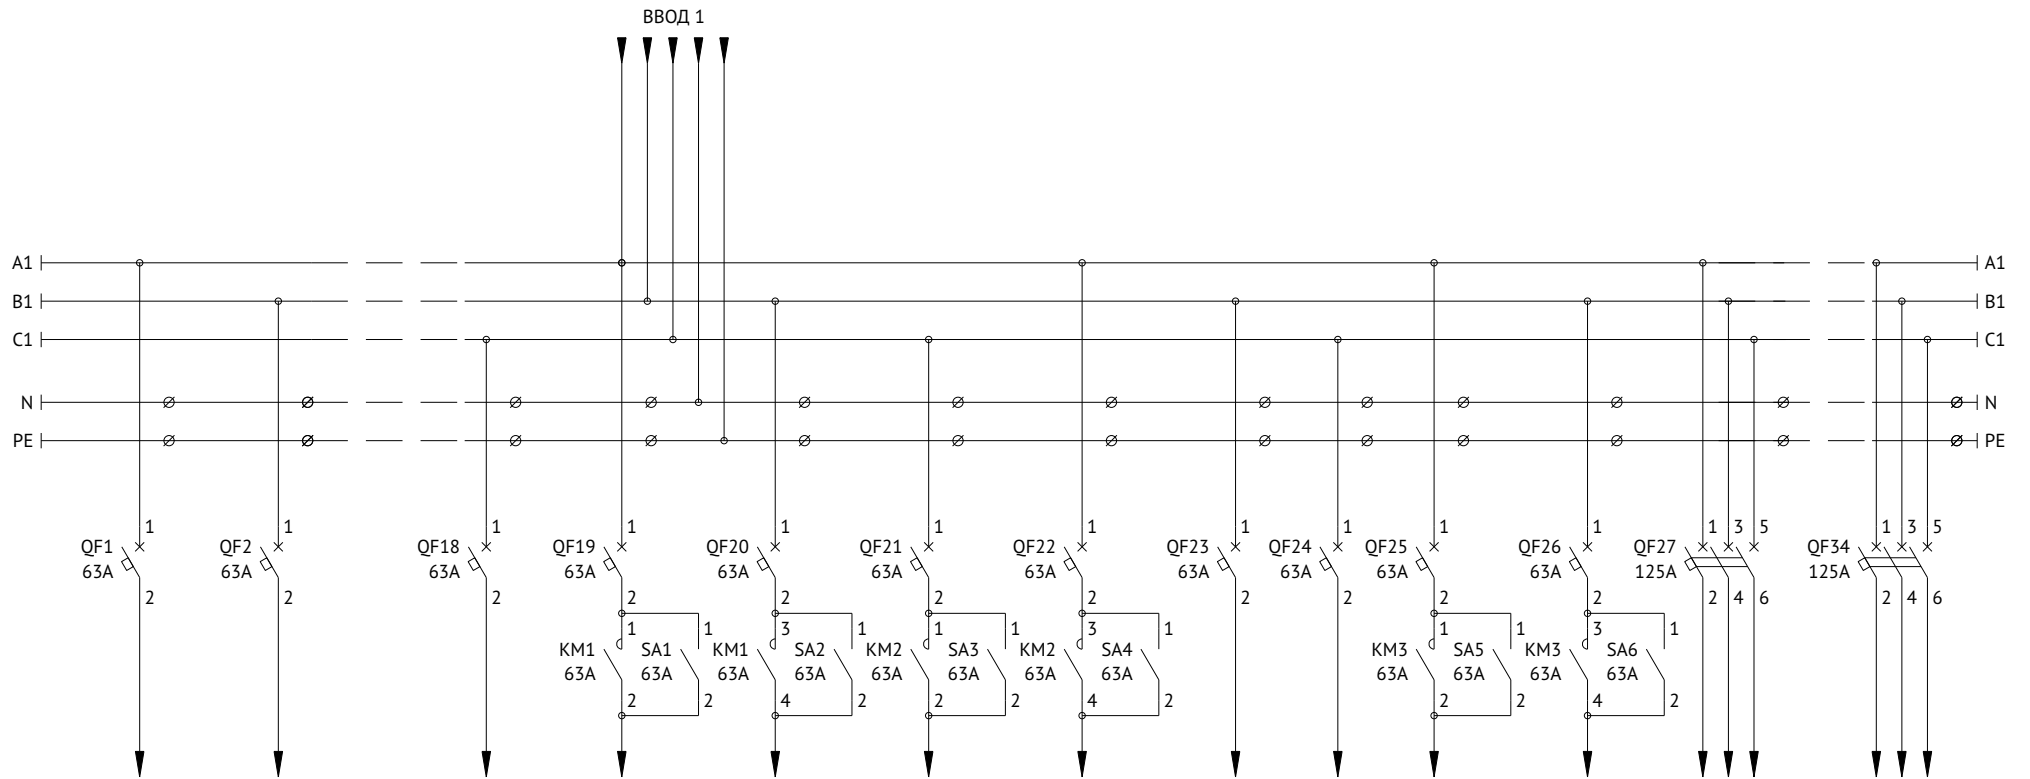 ВВОД 1
A1 A1
B1 B1
C1 C1
N N
PE PE
1 1 1 1 1 1 1 1 1 1 1 1 3 5 1 3 5
QF1 QF2 QF18 QF19 QF20 QF21 QF22 QF23 QF24 QF25 QF26 QF27 QF34
63A 63A 63A 63A 63A 63A 63A 63A 63A 63A 63A 125A 125A
2 2 2 2 2 2 2 2 2 2 2 2 4 6 2 4 6
1 1 3 1 1 1 3 1 1 1 3 1
KM1 SA1 KM1 SA2 KM2 SA3 KM2 SA4 KM3 SA5 KM3 SA6
63A 63A 63A 63A 63A 63A 63A 63A 63A 63A 63A 63A
2 2 4 2 2 2 4 2 2 2 4 2